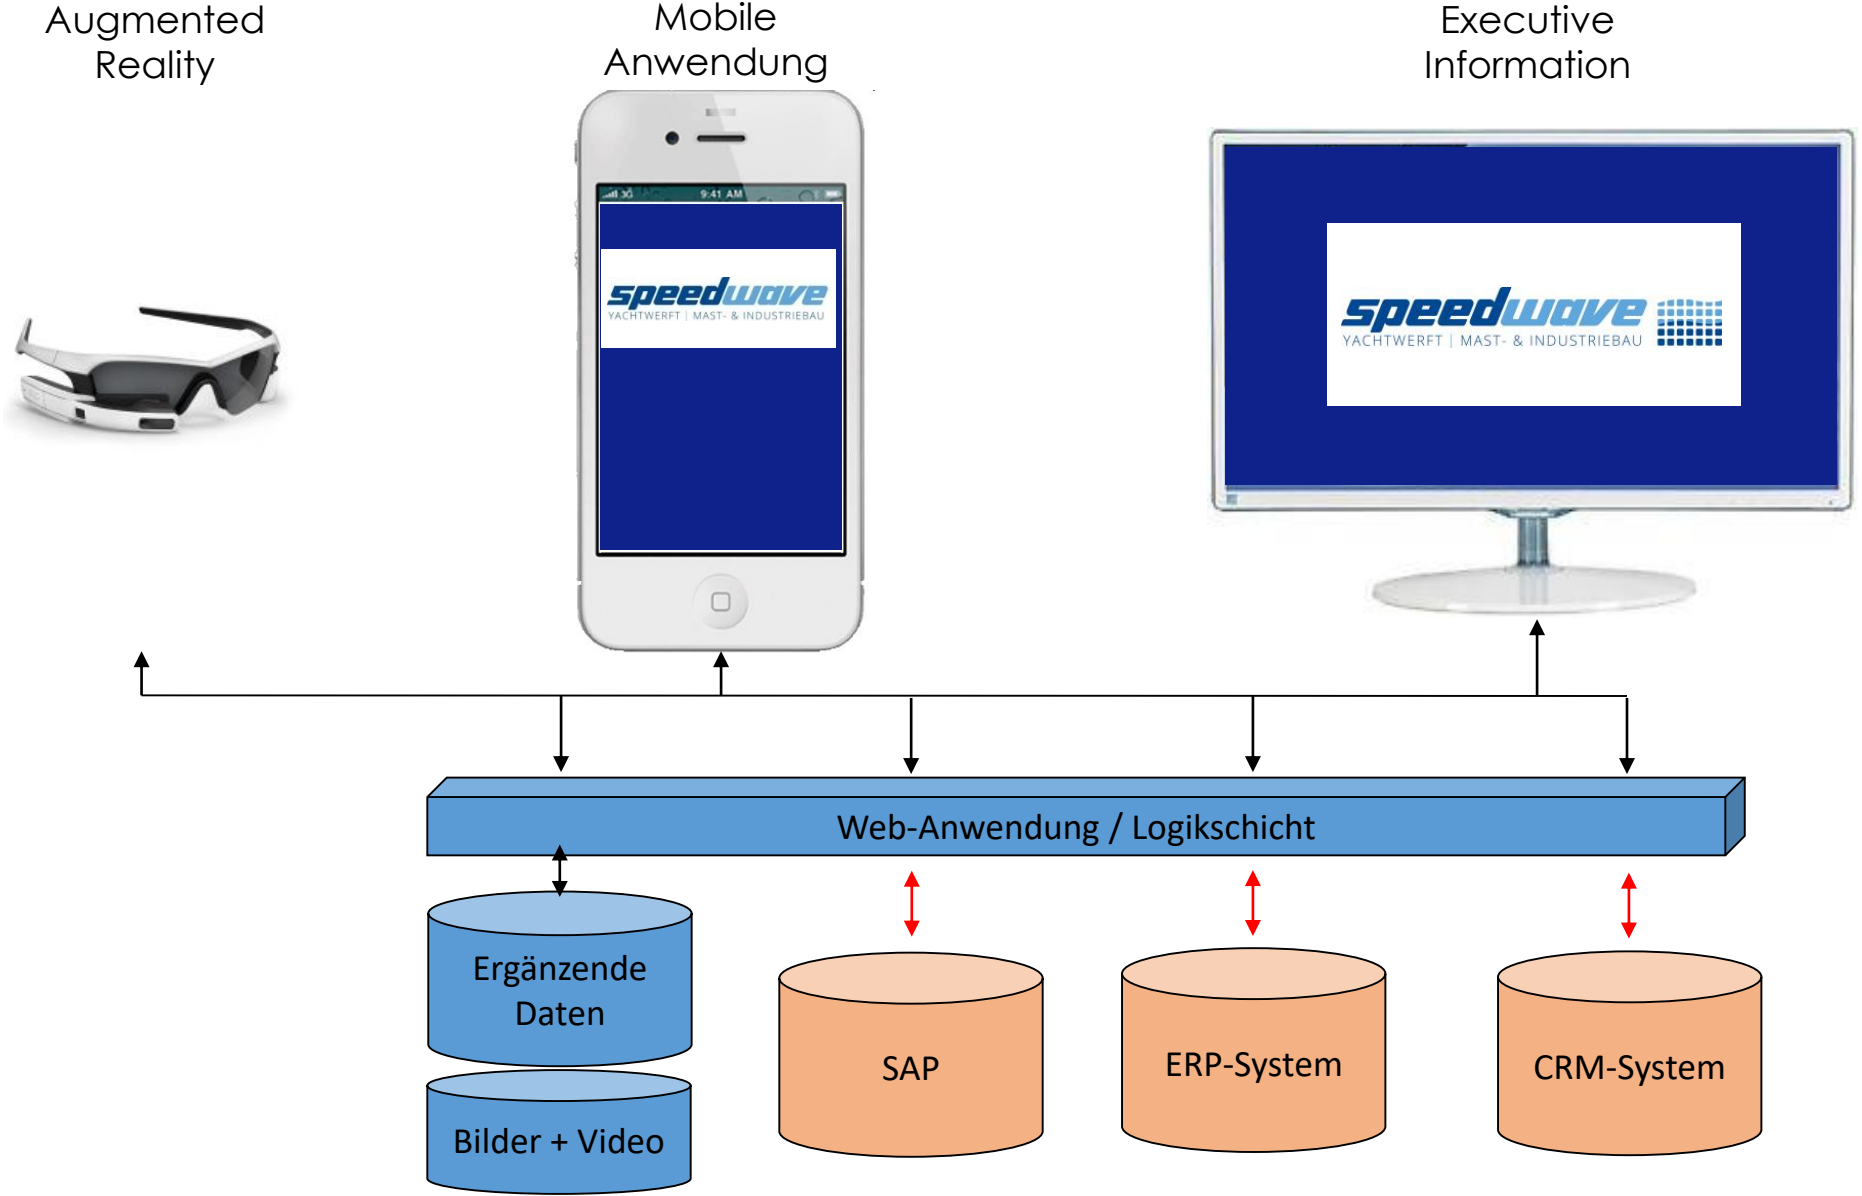 Augmented
Reality
Mobile
Anwendung
Executive
Information
3G 9:41 AM
speedwave
YACHTWERFT | MAST- & INDUSTRIEBAU
speedwave
YACHTWERFT | MAST- & INDUSTRIEBAU
Web-Anwendung / Logikschicht
Ergänzende
Daten
Bilder + Video
SAP
ERP-System
CRM-System